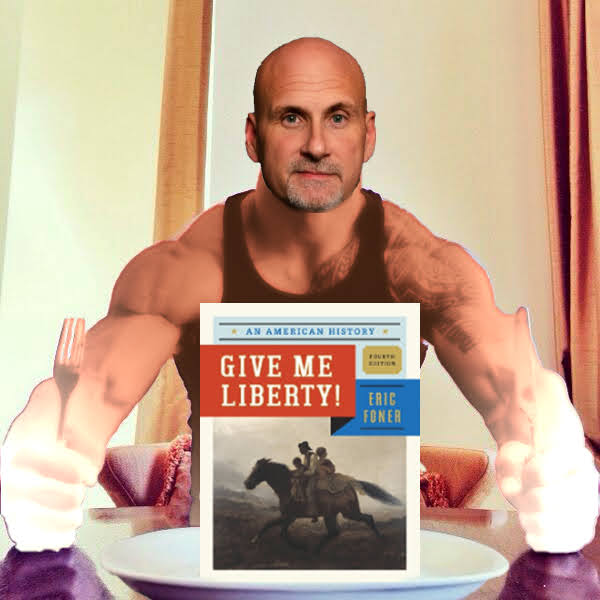 AN AMERICAN HISTORY
GIVE ME
LIBERTY!
FOURTH
EDITION
ERIC
FONER